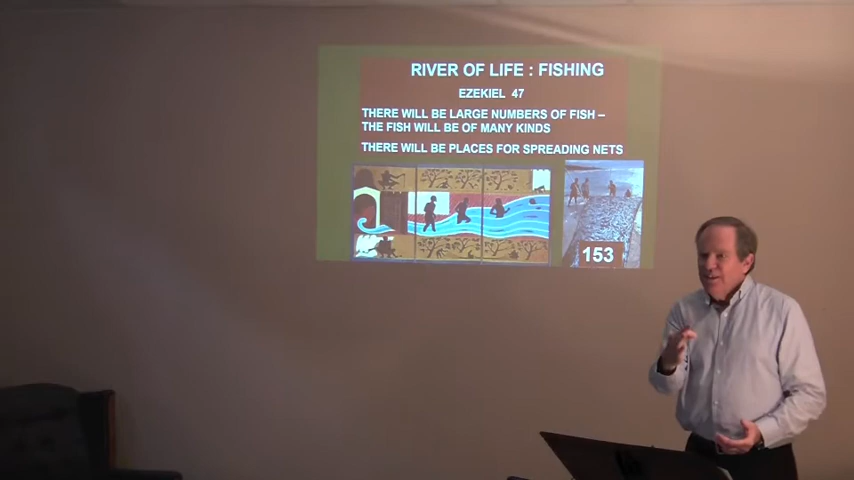 RIVER OF LIFE : FISHING
EZEKIEL 47
THERE WILL BE LARGE NUMBERS OF FISH –
THE FISH WILL BE OF MANY KINDS
THERE WILL BE PLACES FOR SPREADING NETS
153